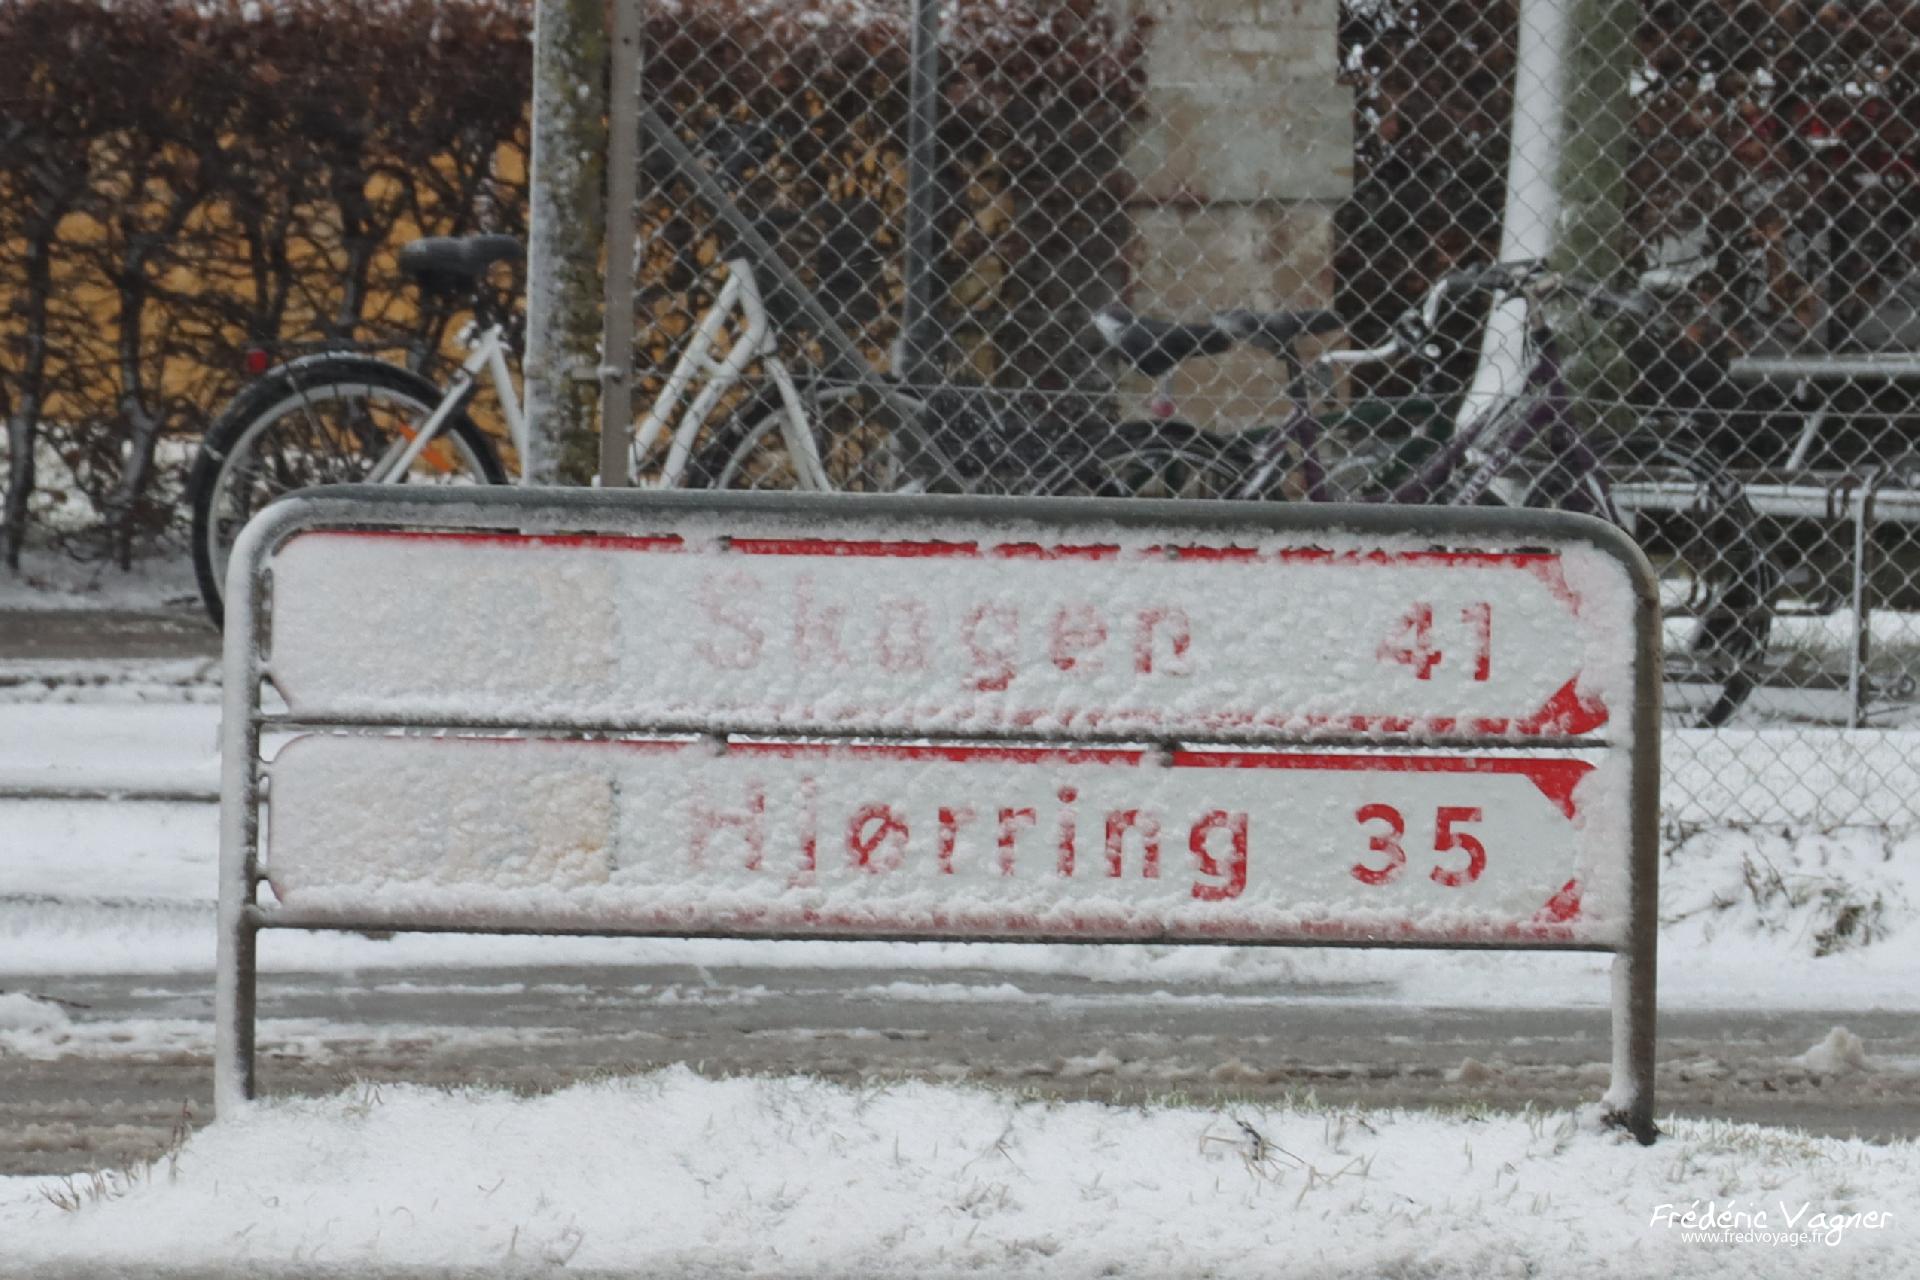 Skagen 41
Hjørring 35
Frédéric Vagner
www.fredvoyage.fr